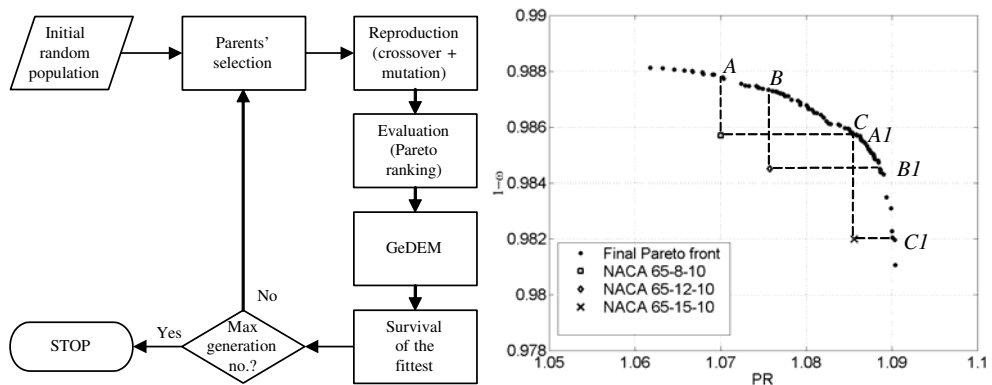 Initial
random
population
Parents'
selection
Reproduction
(crossover +
mutation)
Evaluation
(Pareto
ranking)
GeDEM
Survival
of the
fittest
Max
generation
no.?
No
Yes
STOP
0.99
0.988
0.986
0.984
0.982
0.98
0.978
1−ω
A
B
C
A1
B1
C1
Final Pareto front
NACA 65-8-10
NACA 65-12-10
NACA 65-15-10
1.05 1.06 1.07 1.08 1.09 1.1
PR